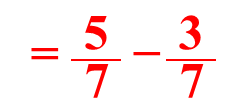 = 5/7 − 3/7